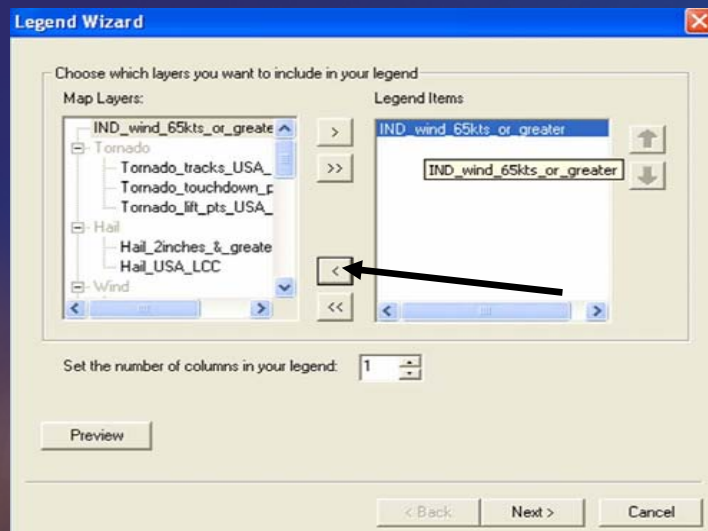 Legend Wizard
Choose which layers you want to include in your legend
Map Layers:
Legend Items
IND_wind_65kts_or_greate
Tornado
Tornado_tracks_USA_
Tornado_touchdown_p
Tornado_lift_pts_USA_
Hail
Hail_2inches_&_greate
Hail_USA_LCC
Wind
>
>>
<
<<
IND_wind_65kts_or_greater
IND_wind_65kts_or_greater
Set the number of columns in your legend: 1
Preview
< Back Next > Cancel